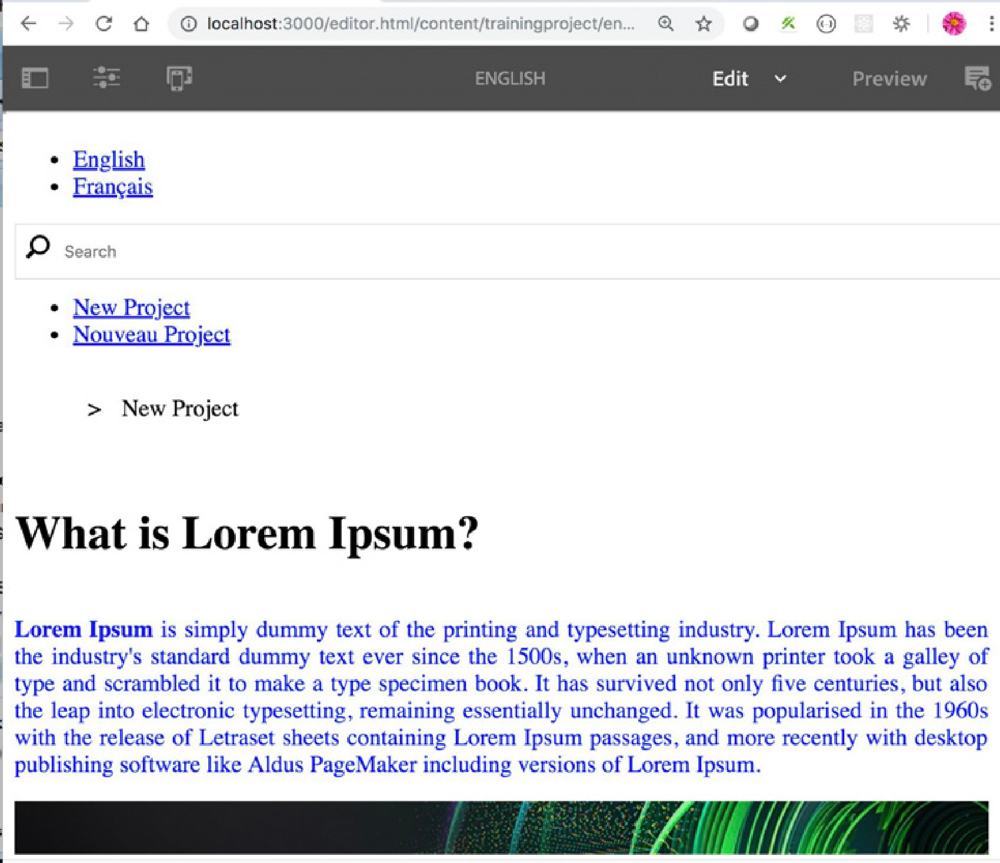 localhost:3000/editor.html/content/trainingproject/en...
ENGLISH Edit Preview
English
Français
Search
New Project
Nouveau Project
> New Project
What is Lorem Ipsum?
Lorem Ipsum is simply dummy text of the printing and typesetting industry. Lorem Ipsum has been
the industry's standard dummy text ever since the 1500s, when an unknown printer took a galley of
type and scrambled it to make a type specimen book. It has survived not only five centuries, but also
the leap into electronic typesetting, remaining essentially unchanged. It was popularised in the 1960s
with the release of Letraset sheets containing Lorem Ipsum passages, and more recently with desktop
publishing software like Aldus PageMaker including versions of Lorem Ipsum.